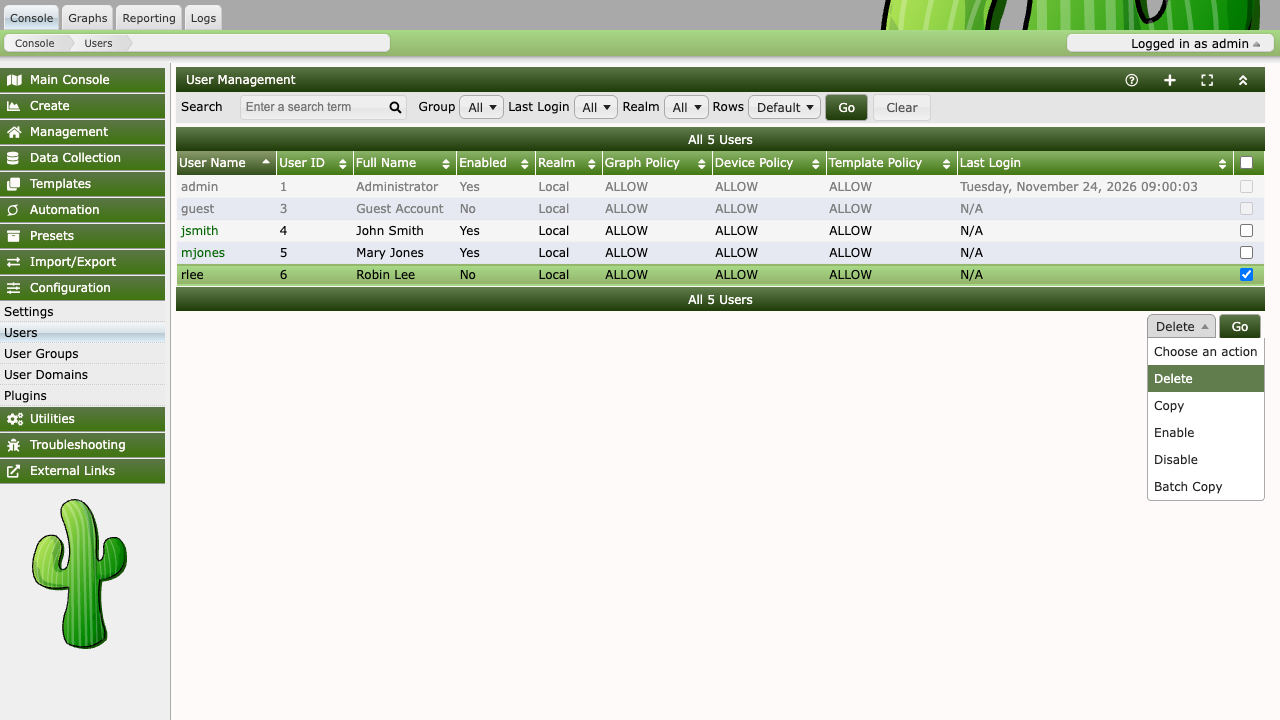 Console Graphs Reporting Logs
Console Users Logged in as admin
Main Console
Create
Management
Data Collection
Templates
Automation
Presets
Import/Export
Configuration
Settings
Users
User Groups
User Domains
Plugins
Utilities
Troubleshooting
External Links
User Management
Search Enter a search term Group All Last Login All Realm All Rows Default Go Clear
All 5 Users
User Name User ID Full Name Enabled Realm Graph Policy Device Policy Template Policy Last Login
admin 1 Administrator Yes Local ALLOW ALLOW ALLOW Tuesday, November 24, 2026 09:00:03
guest 3 Guest Account No Local ALLOW ALLOW ALLOW N/A
jsmith 4 John Smith Yes Local ALLOW ALLOW ALLOW N/A
mjones 5 Mary Jones Yes Local ALLOW ALLOW ALLOW N/A
rlee 6 Robin Lee No Local ALLOW ALLOW ALLOW N/A
All 5 Users
Delete Go
Choose an action
Delete
Copy
Enable
Disable
Batch Copy